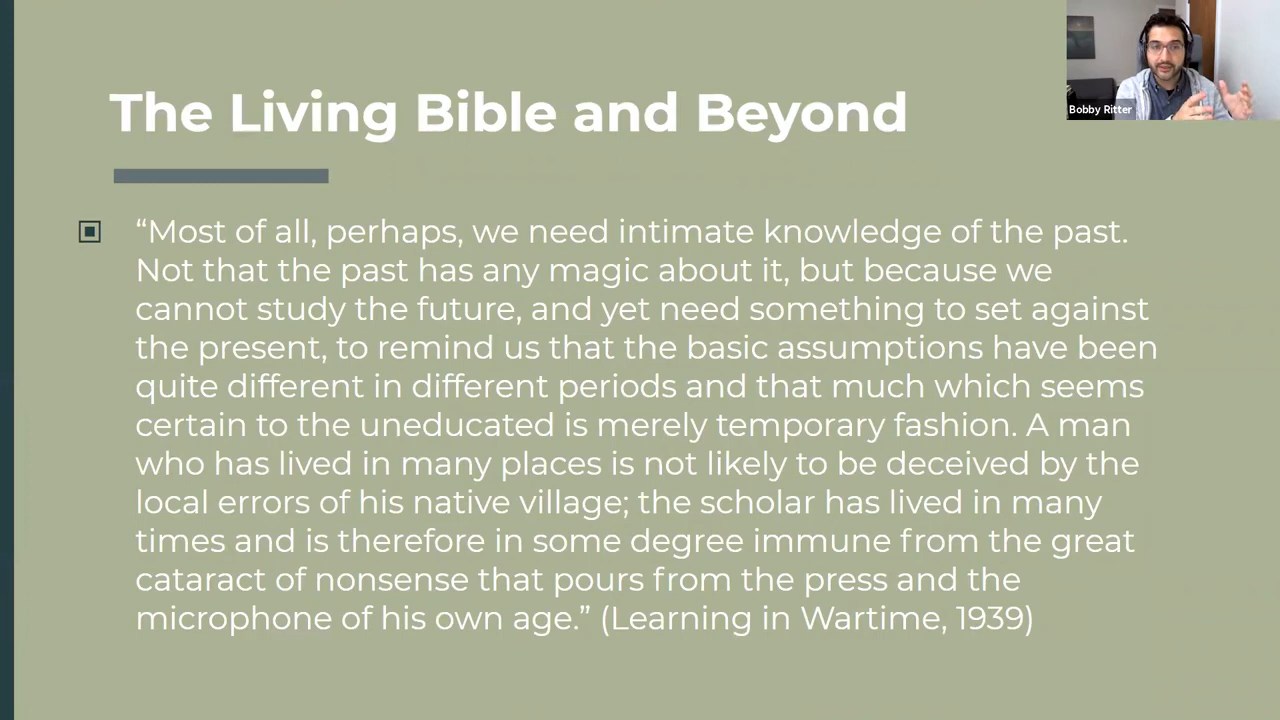 The Living Bible and Beyond
Bobby Ritter
“Most of all, perhaps, we need intimate knowledge of the past.
Not that the past has any magic about it, but because we
cannot study the future, and yet need something to set against
the present, to remind us that the basic assumptions have been
quite different in different periods and that much which seems
certain to the uneducated is merely temporary fashion. A man
who has lived in many places is not likely to be deceived by the
local errors of his native village; the scholar has lived in many
times and is therefore in some degree immune from the great
cataract of nonsense that pours from the press and the
microphone of his own age.” (Learning in Wartime, 1939)